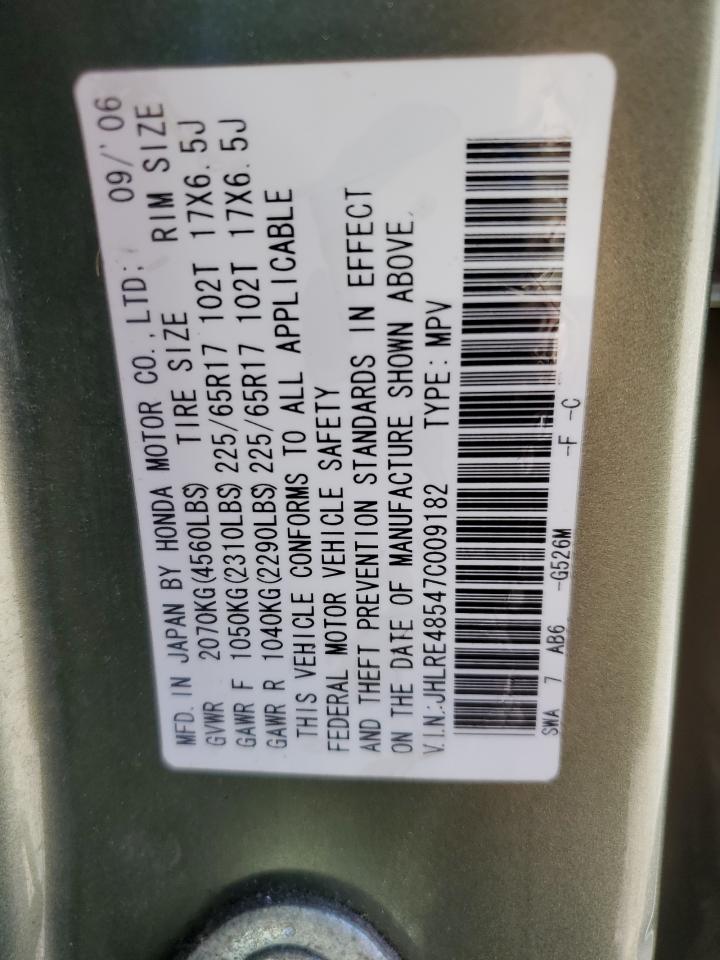 MFD. IN JAPAN BY HONDA MOTOR CO., LTD; 09/'06
GVWR 2070KG(4560LBS) TIRE SIZE RIM SIZE
GAWR F 1050KG(2310LBS) 225/65R17 102T 17X6.5J
GAWR R 1040KG(2290LBS) 225/65R17 102T 17X6.5J
THIS VEHICLE CONFORMS TO ALL APPLICABLE
FEDERAL MOTOR VEHICLE SAFETY
AND THEFT PREVENTION STANDARDS IN EFFECT
ON THE DATE OF MANUFACTURE SHOWN ABOVE.
V.I.N.:JHLRE48547C009182 TYPE: MPV
SWA 7 AB6 -G526M -F -C